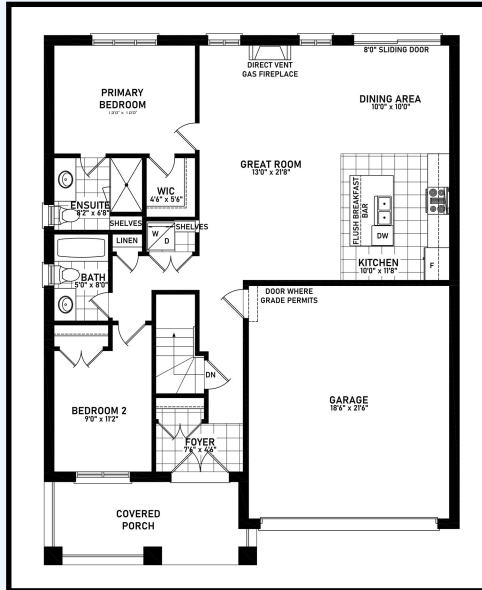 8'0" SLIDING DOOR
DIRECT VENT
GAS FIREPLACE
PRIMARY
BEDROOM
DINING AREA
10'0" x 10'0"
GREAT ROOM
13'0" x 21'8"
WIC
4'6" x 5'6"
ENSUITE
8'2" x 6'8"
FLUSH BREAKFAST
BAR
DW
SHELVES
SHELVES
W
D
LINEN
KITCHEN
10'0" x 11'8"
F
BATH
5'0" x 8'0"
DOOR WHERE
GRADE PERMITS
DN
BEDROOM 2
9'0" x 11'2"
GARAGE
18'6" x 21'6"
FOYER
7'6" x 4'6"
COVERED
PORCH